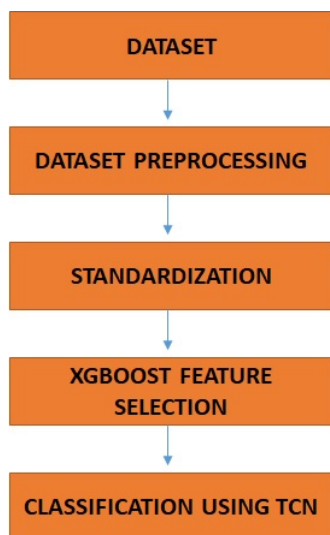 DATASET
DATASET PREPROCESSING
STANDARDIZATION
XGBOOST FEATURE
SELECTION
CLASSIFICATION USING TCN